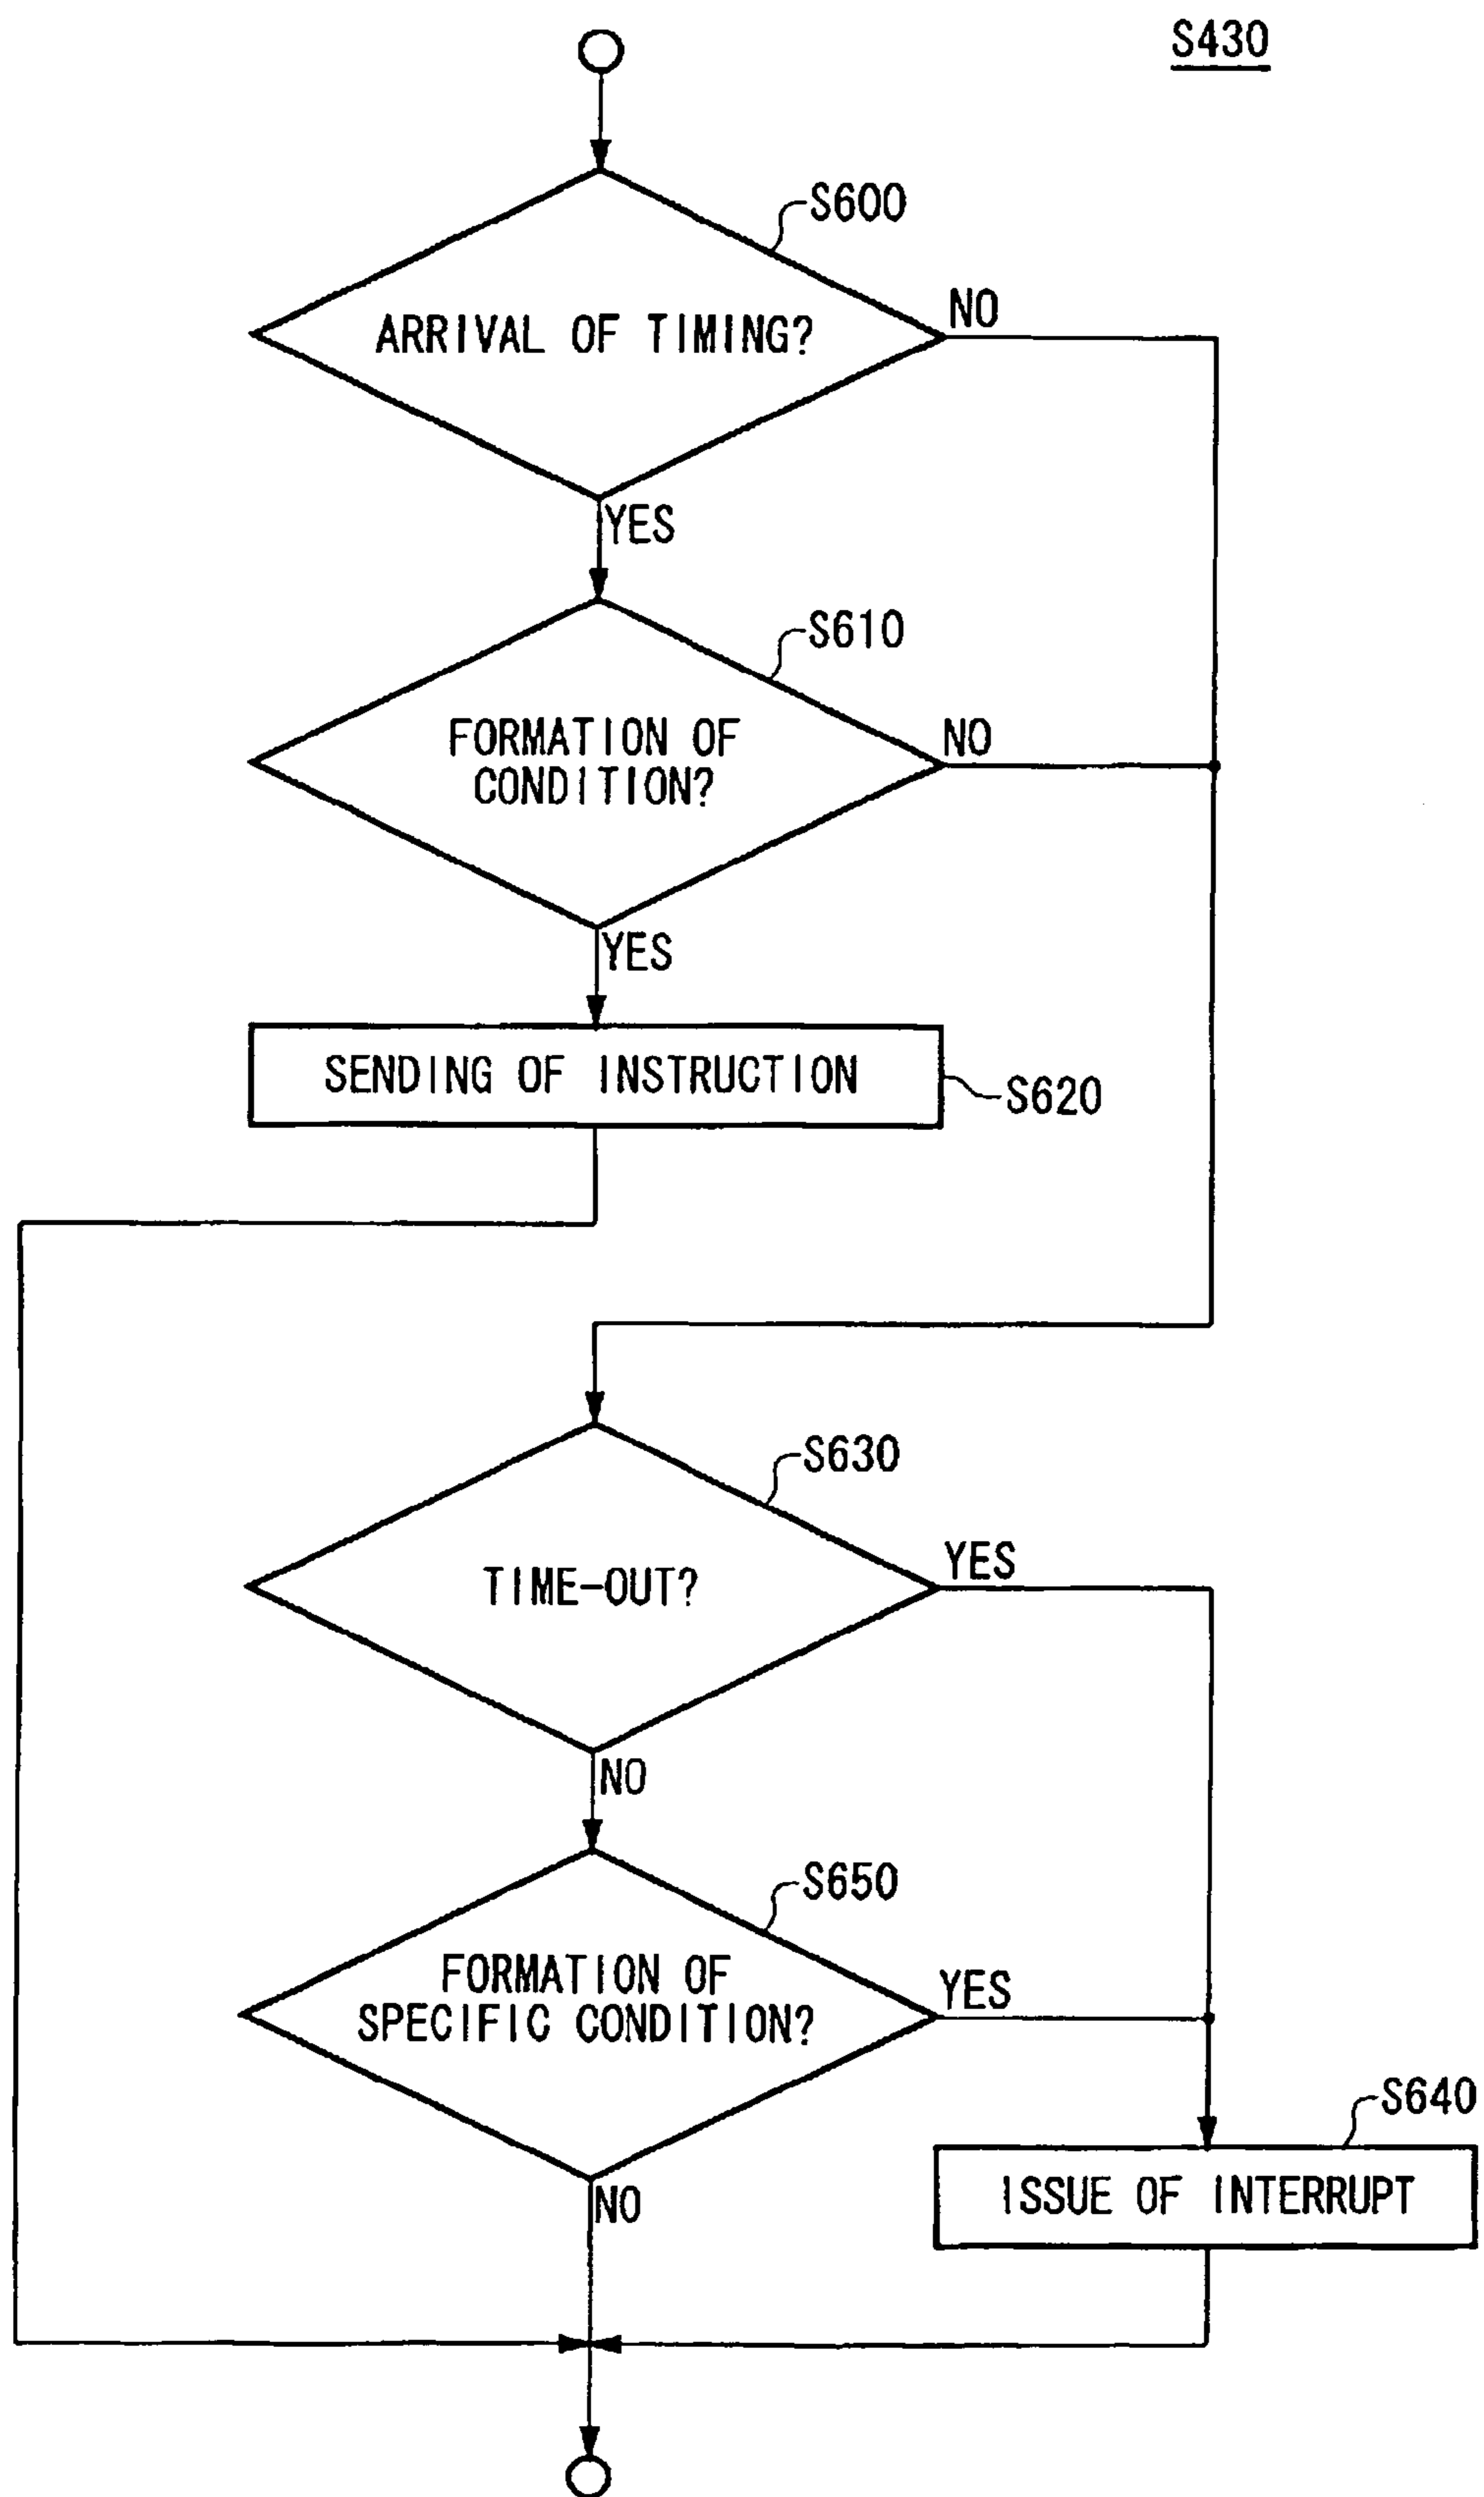 S430
S600
ARRIVAL OF TIMING?
NO
YES
S610
FORMATION OF
CONDITION?
NO
YES
SENDING OF INSTRUCTION
S620
S630
TIME-OUT?
YES
NO
S650
FORMATION OF
SPECIFIC CONDITION?
YES
S640
ISSUE OF INTERRUPT
NO